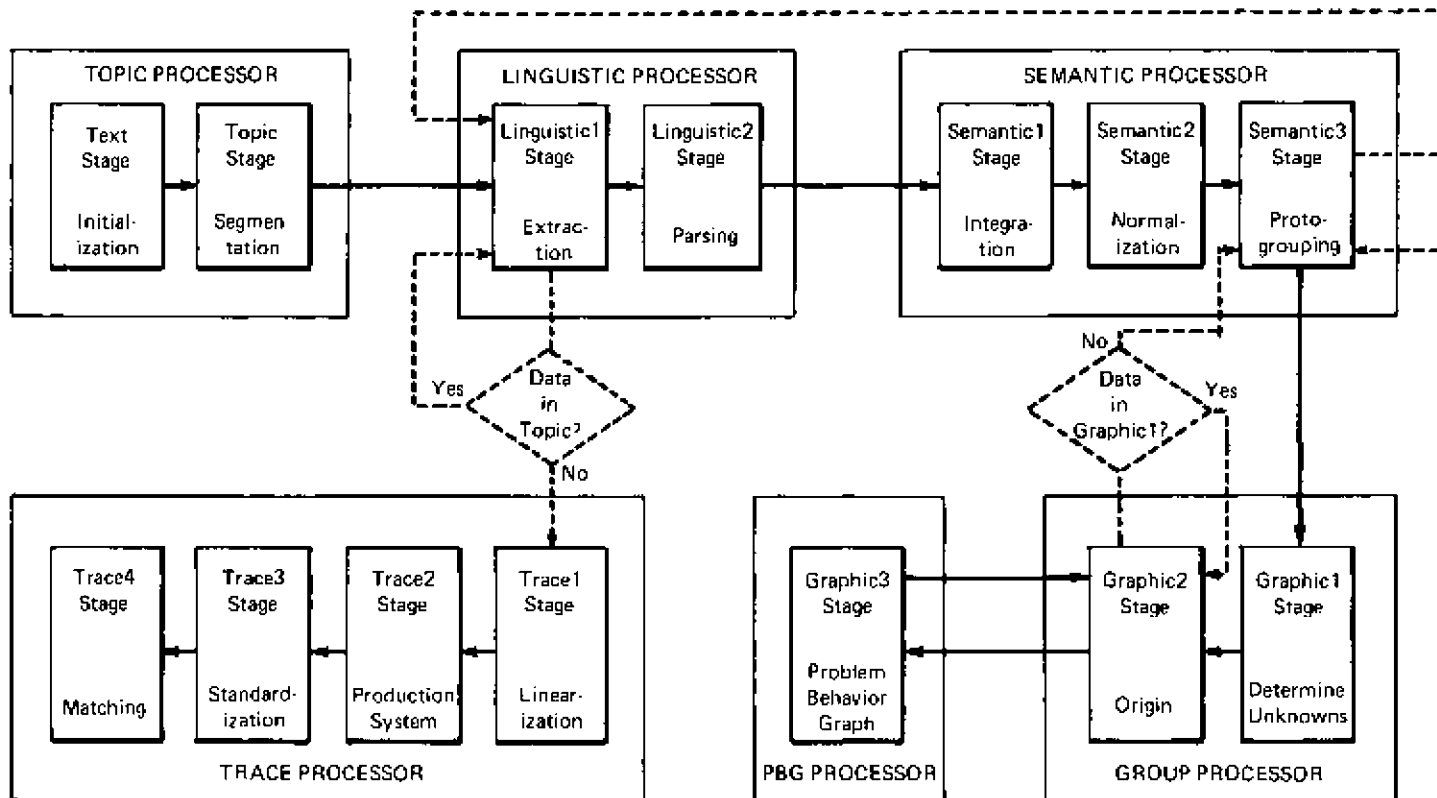 TOPIC PROCESSOR
Text
Stage
Initial-
ization
Topic
Stage
Segmen
tation
LINGUISTIC PROCESSOR
Linguistic1
Stage
Extrac-
tion
Linguistic2
Stage
Parsing
SEMANTIC PROCESSOR
Semantic1
Stage
Integra-
tion
Semantic2
Stage
Normal-
ization
Semantic3
Stage
Proto-
grouping
Yes
Data
in
Topic?
No
No
Data
in
Graphic1?
Yes
Trace4
Stage
Matching
Trace3
Stage
Standard-
ization
Trace2
Stage
Production
System
Trace1
Stage
Linear-
ization
TRACE PROCESSOR
Graphic3
Stage
Problem
Behavior
Graph
PBG PROCESSOR
Graphic2
Stage
Origin
Graphic1
Stage
Determine
Unknowns
GROUP PROCESSOR